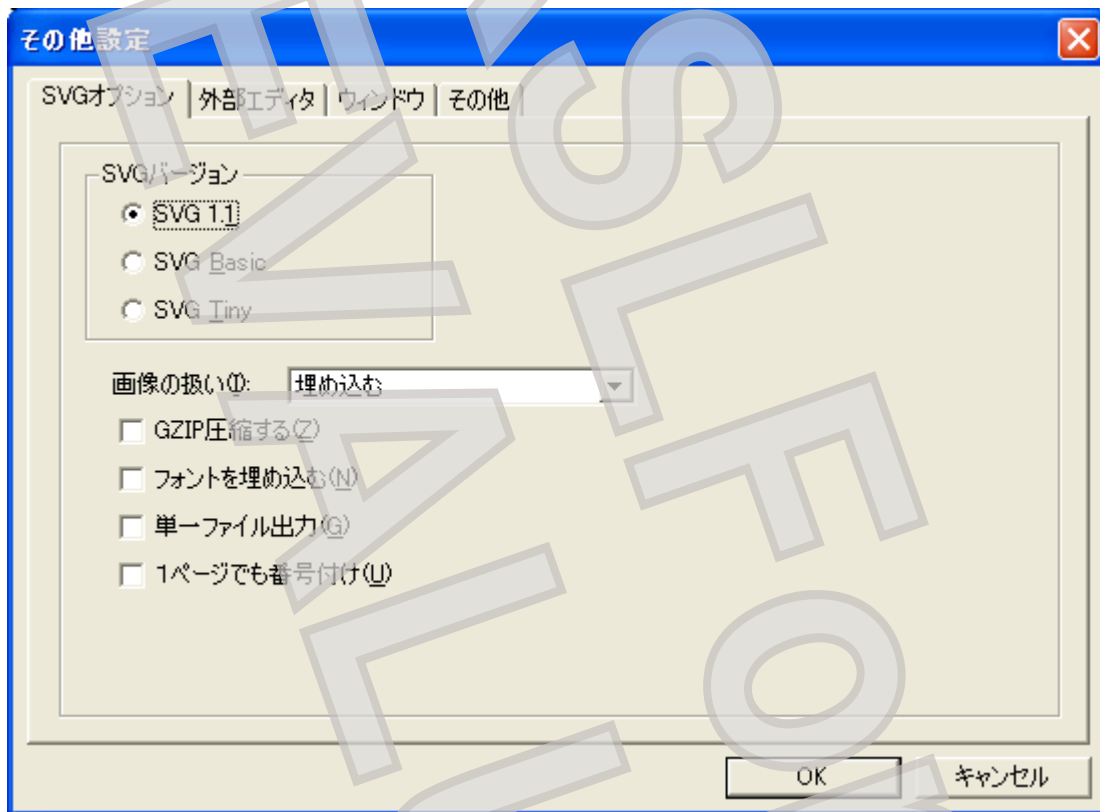 その他設定
SVGオプション 外部エディタ ウィンドウ その他
SVGバージョン
SVG 1.1
SVG Basic
SVG Tiny
画像の扱い(I): 埋め込む
GZIP圧縮する(Z)
フォントを埋め込む(N)
単一ファイル出力(G)
1ページでも番号付け(U)
OK キャンセル